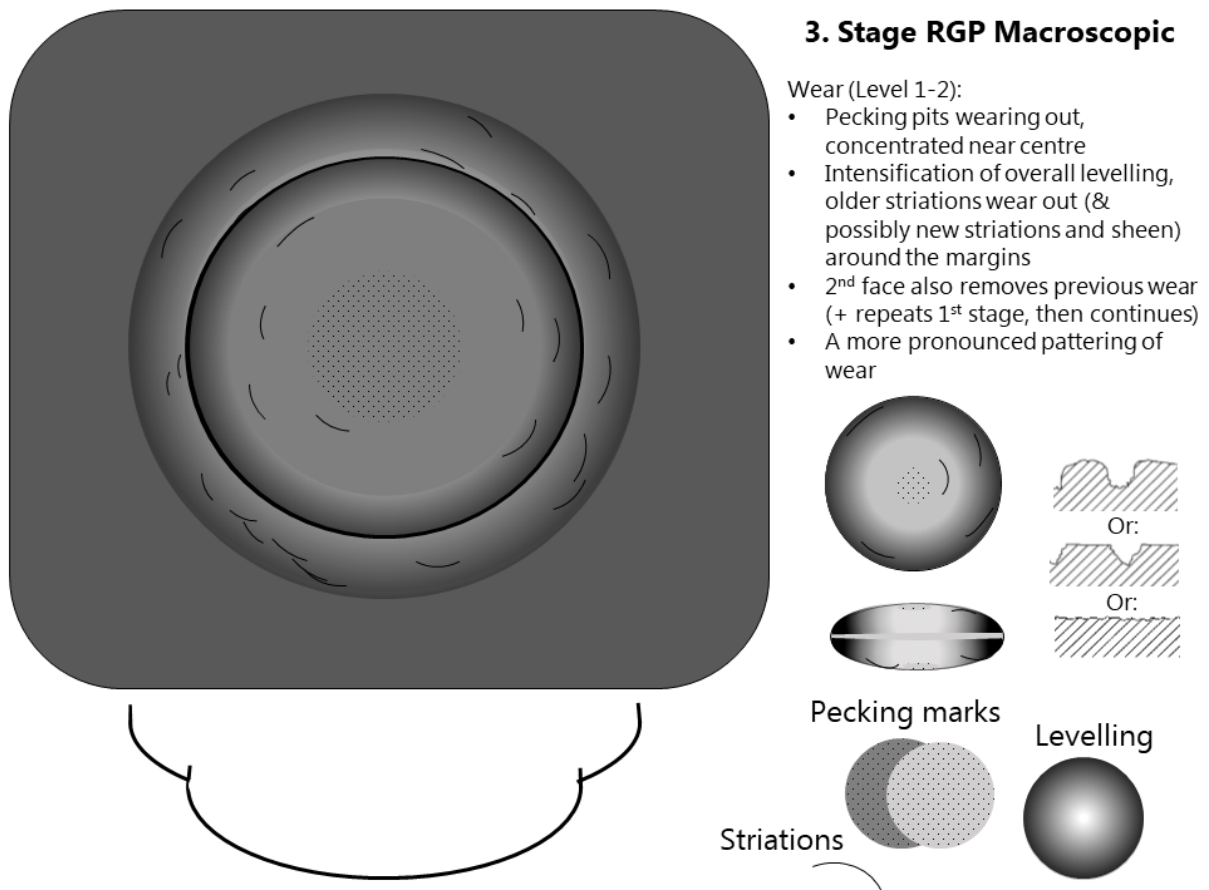 3. Stage RGP Macroscopic
Wear (Level 1-2):
• Pecking pits wearing out,
concentrated near centre
• Intensification of overall levelling,
older striations wear out (&
possibly new striations and sheen)
around the margins
• 2nd face also removes previous wear
(+ repeats 1st stage, then continues)
• A more pronounced pattering of
wear
Or:
Or:
Pecking marks
Levelling
Striations